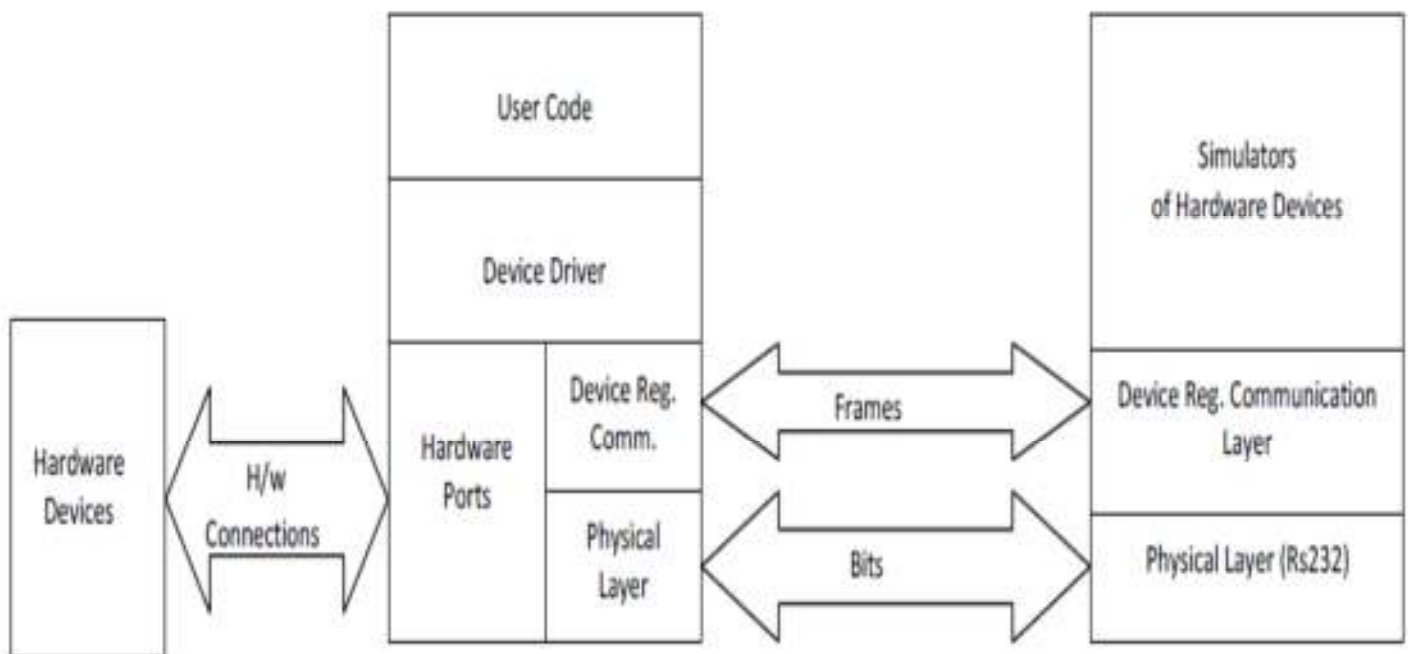 User Code
Device Driver
Hardware
Devices
H/w
Connections
Hardware
Ports
Device Reg.
Comm.
Physical
Layer
Frames
Bits
Simulators
of Hardware Devices
Device Reg. Communication
Layer
Physical Layer (Rs232)